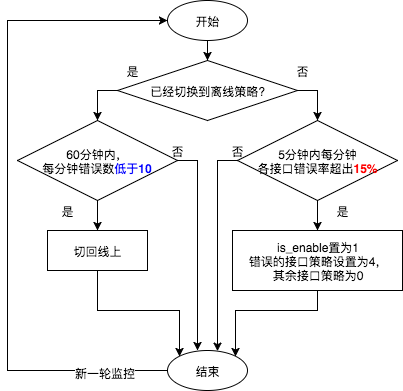 开始
是
否
已经切换到离线策略?
60分钟内，
每分钟错误数低于10
否
否
5分钟内每分钟
各接口错误率超出15%
是
是
切回线上
is_enable置为1
错误的接口策略设置为4,
其余接口策略为0
新一轮监控
结束